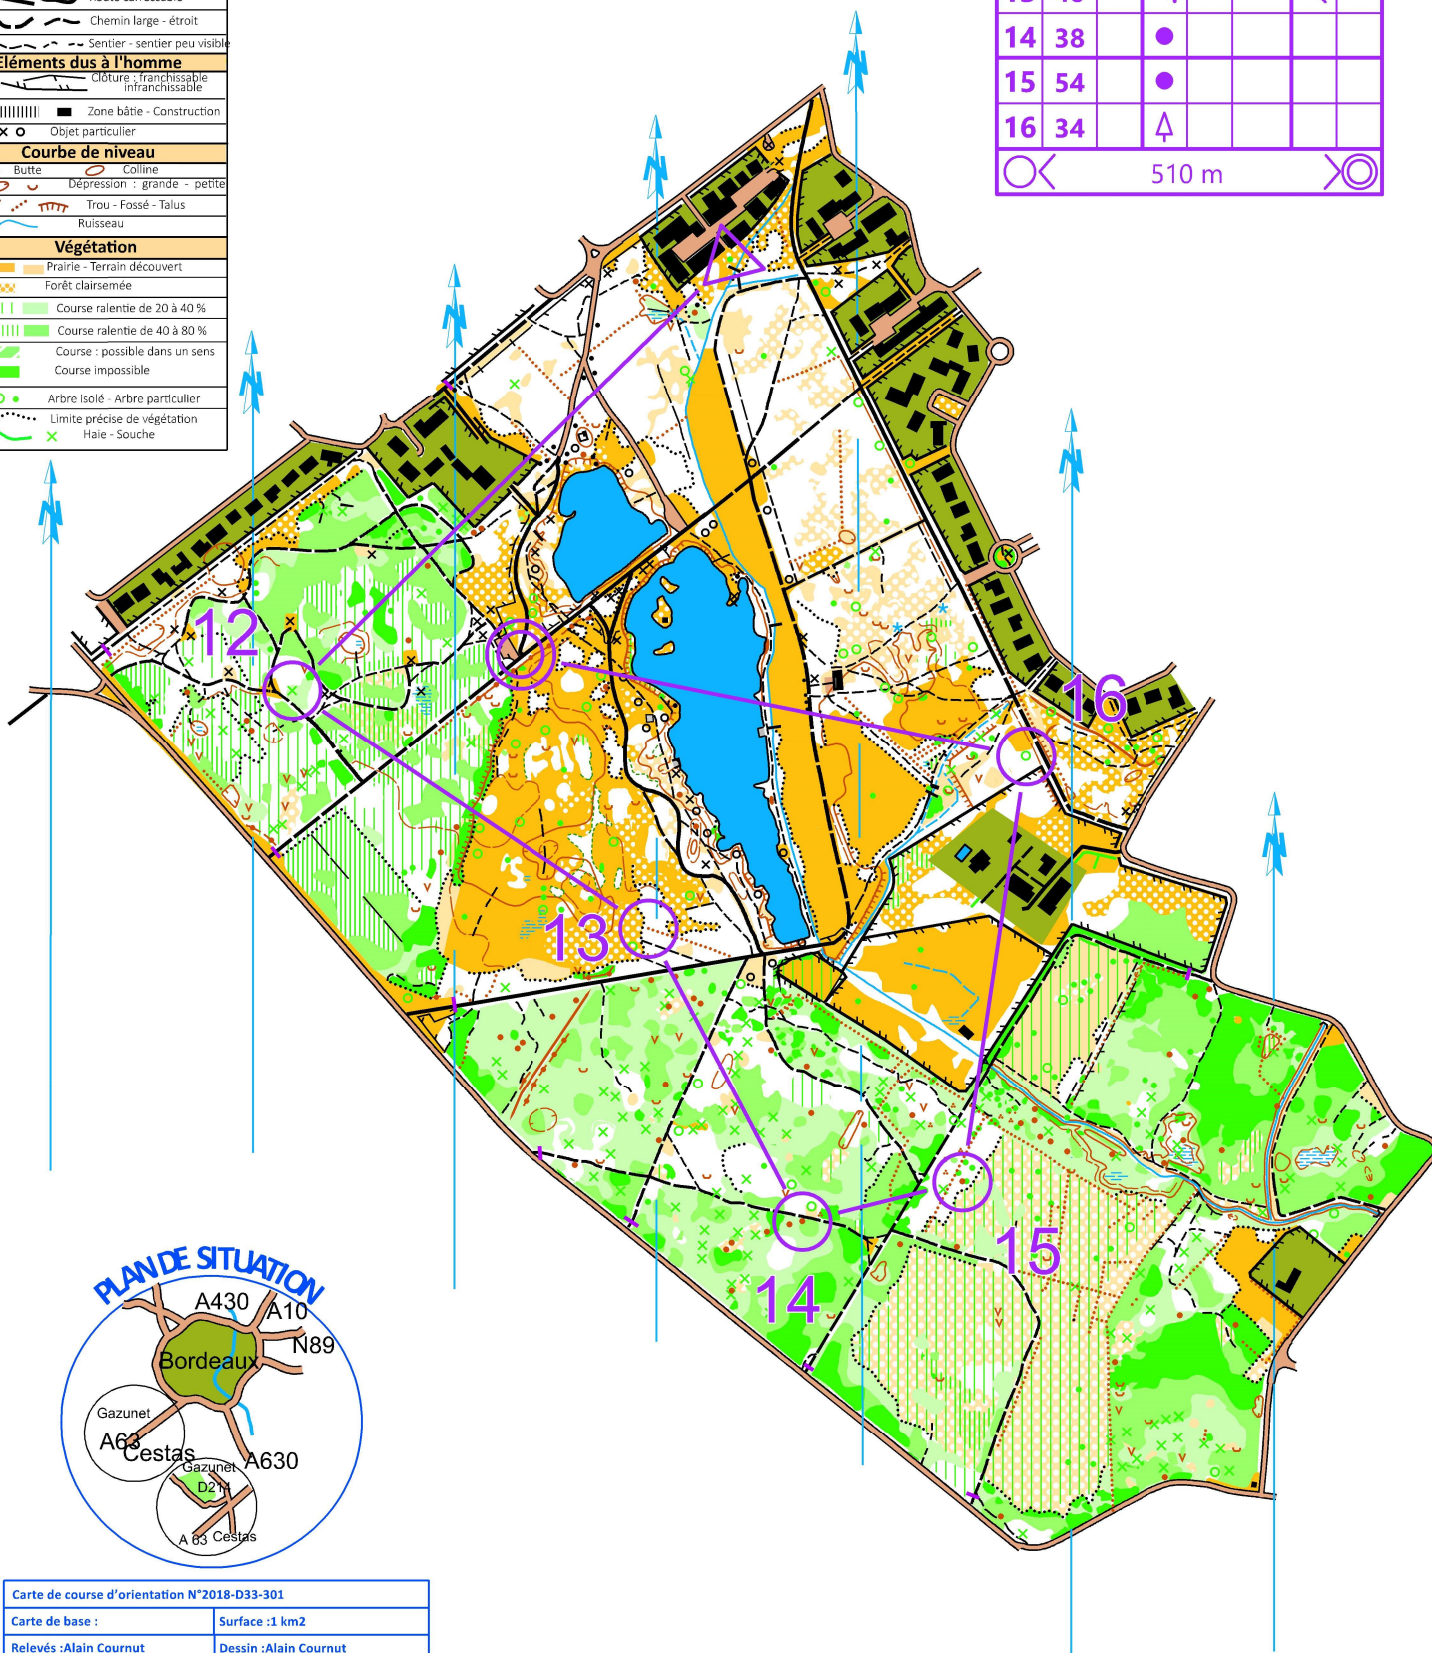 Chemin large - étroit
Sentier - sentier peu visible
Eléments dus à l'homme
Clôture : franchissable
infranchissable
Zone bâtie - Construction
Objet particulier
Courbe de niveau
Butte Colline
Dépression : grande - petite
Trou - Fossé - Talus
Ruisseau
Végétation
Prairie - Terrain découvert
Forêt clairsemée
Course ralentie de 20 à 40 %
Course ralentie de 40 à 80 %
Course : possible dans un sens
Course impossible
Arbre isolé - Arbre particulier
Limite précise de végétation
Haie - Souche
14 38
15 54
16 34
510 m
N
N
N
N
N
N
N
N
12
16
13
15
14
PLAN DE SITUATION
A430
A10
N89
Bordeaux
Gazunet
A63
Cestas
A630
Gazunet
D214
A 63 Cestas
Carte de course d'orientation N°2018-D33-301
Carte de base : Surface :1 km2
Relevés :Alain Cournut Dessin :Alain Cournut